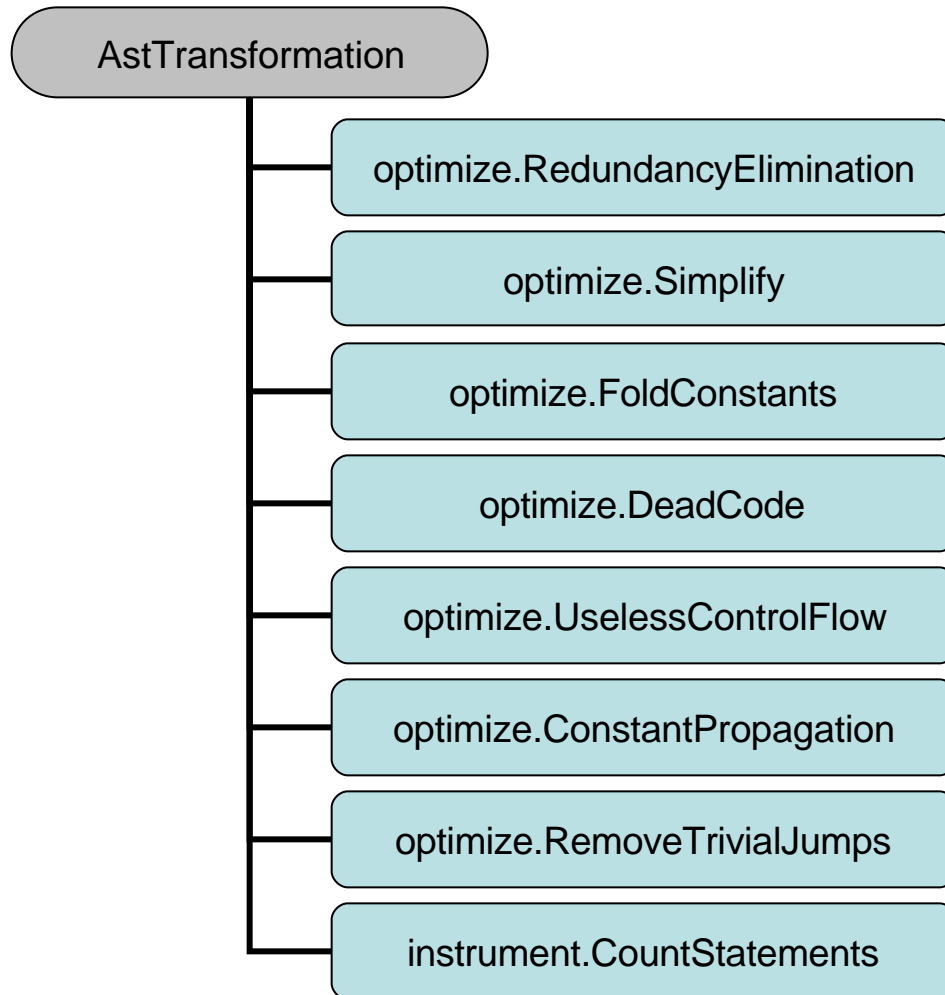 AstTransformation
optimize.RedundancyElimination
optimize.Simplify
optimize.FoldConstants
optimize.DeadCode
optimize.UselessControlFlow
optimize.ConstantPropagation
optimize.RemoveTrivialJumps
instrument.CountStatements